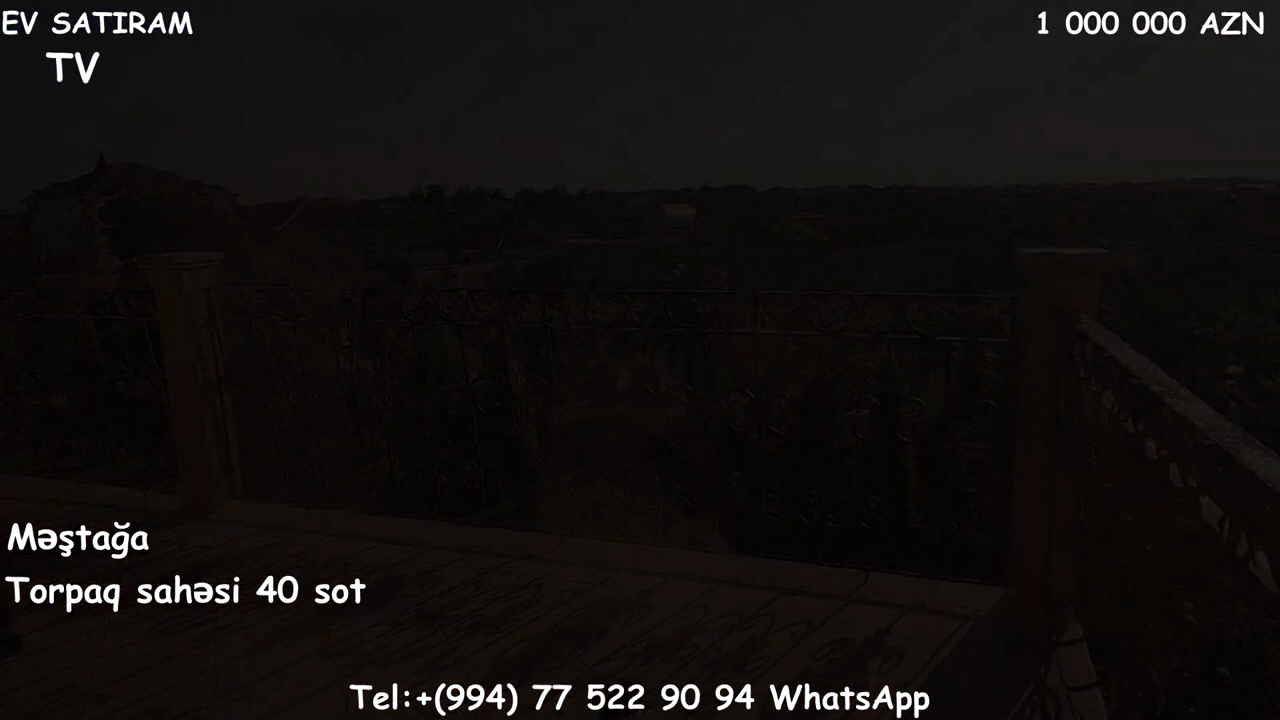 EV SATIRAM
TV
1 000 000 AZN
Məştağa
Torpaq sahəsi 40 sot
Tel:+(994) 77 522 90 94 WhatsApp